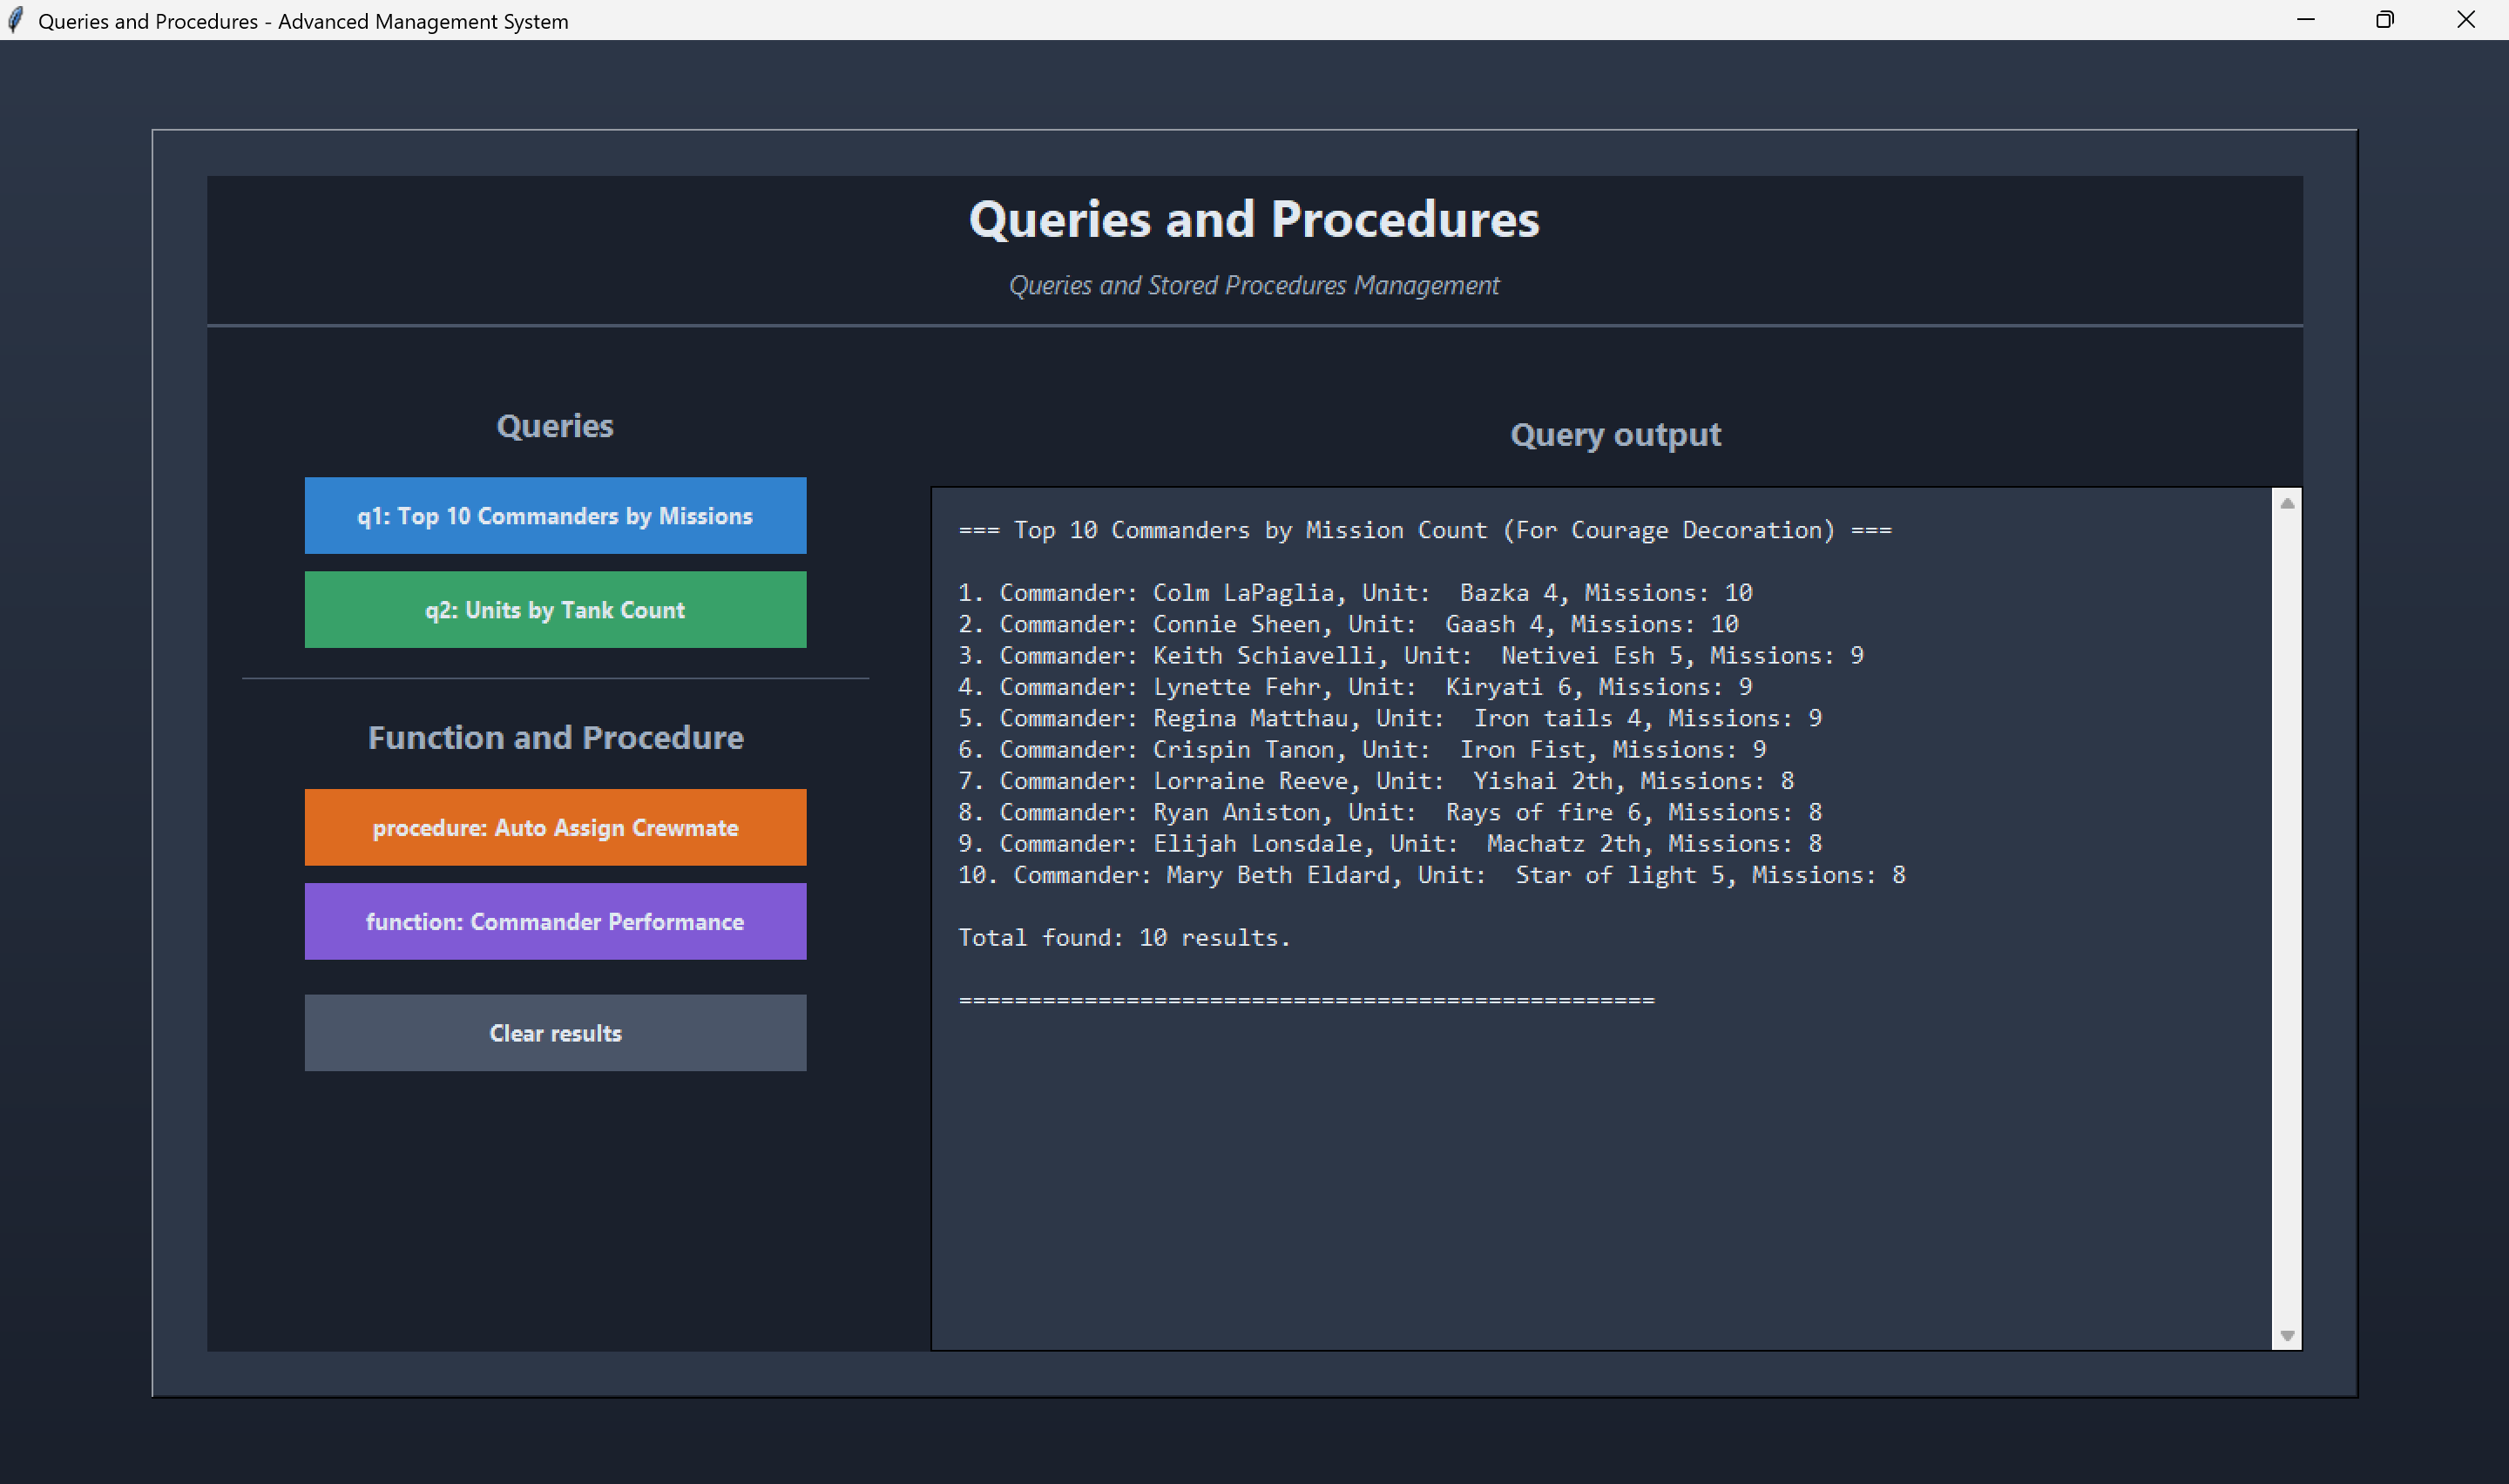 Queries and Procedures - Advanced Management System
Queries and Procedures
Queries and Stored Procedures Management
Queries
q1: Top 10 Commanders by Missions
q2: Units by Tank Count
Function and Procedure
procedure: Auto Assign Crewmate
function: Commander Performance
Clear results
Query output
=== Top 10 Commanders by Mission Count (For Courage Decoration) ===
1. Commander: Colm LaPaglia, Unit:  Bazka 4, Missions: 10
2. Commander: Connie Sheen, Unit:  Gaash 4, Missions: 10
3. Commander: Keith Schiavelli, Unit:  Netivei Esh 5, Missions: 9
4. Commander: Lynette Fehr, Unit:  Kiryati 6, Missions: 9
5. Commander: Regina Matthau, Unit:  Iron tails 4, Missions: 9
6. Commander: Crispin Tanon, Unit:  Iron Fist, Missions: 9
7. Commander: Lorraine Reeve, Unit:  Yishai 2th, Missions: 8
8. Commander: Ryan Aniston, Unit:  Rays of fire 6, Missions: 8
9. Commander: Elijah Lonsdale, Unit:  Machatz 2th, Missions: 8
10. Commander: Mary Beth Eldard, Unit:  Star of light 5, Missions: 8
Total found: 10 results.
==================================================